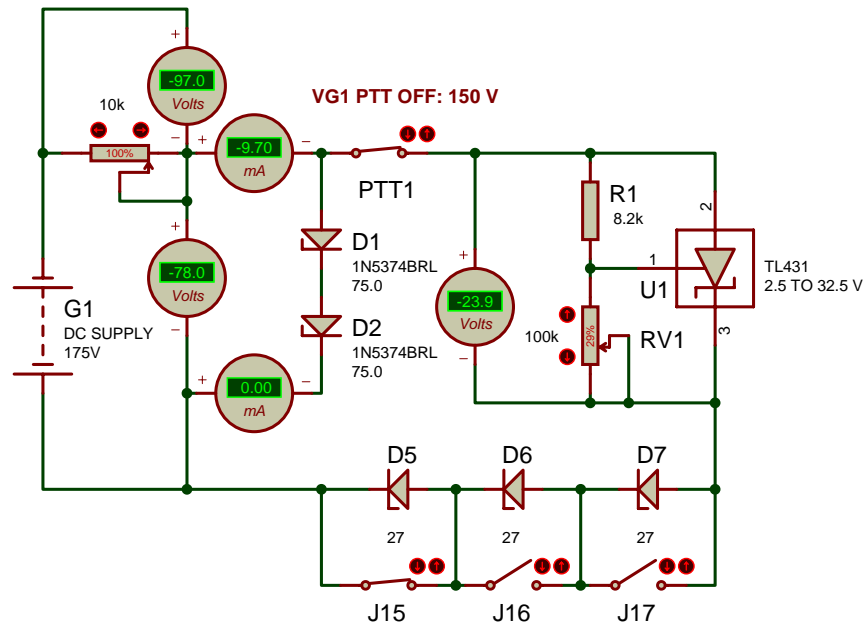 +
-97.0
Volts
−
VG1 PTT OFF: 150 V
10k
100%
+
-9.70
mA
−
PTT1
R1
8.2k
2
1
U1
TL431
2.5 TO 32.5 V
3
+
-78.0
Volts
−
D1
1N5374BRL
75.0
G1
DC SUPPLY
175V
D2
1N5374BRL
75.0
+
-23.9
Volts
−
100k
29%
RV1
+
0.00
mA
−
D5
D6
D7
27
27
27
J15
J16
J17